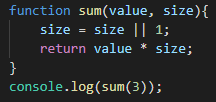 function sum(value, size){
    size = size || 1;
    return value * size;
}
console.log(sum(3));